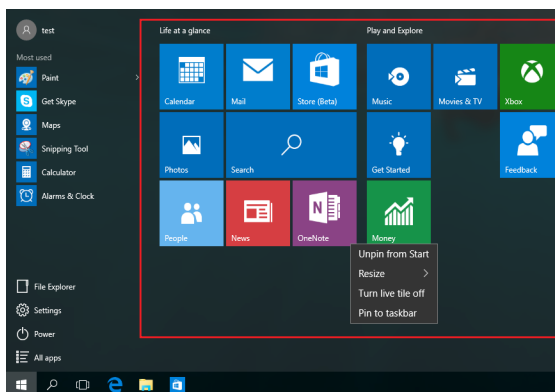 test
Most used
Paint
Get Skype
Maps
Snipping Tool
Calculator
Alarms & Clock
File Explorer
Settings
Power
All apps
Life at a glance
Calendar
Mail
Store (Beta)
Photos
Search
People
News
OneNote
Play and Explore
Music
Movies & TV
Xbox
Get Started
Feedback
Money
Unpin from Start
Resize
Turn live tile off
Pin to taskbar